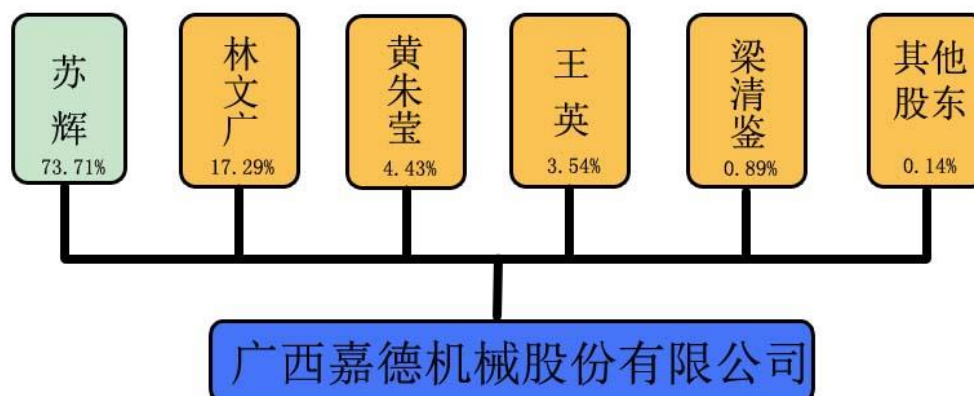 苏辉
73.71%
林文广
17.29%
黄朱莹
4.43%
王英
3.54%
梁清鉴
0.89%
其他
股东
0.14%
广西嘉德机械股份有限公司